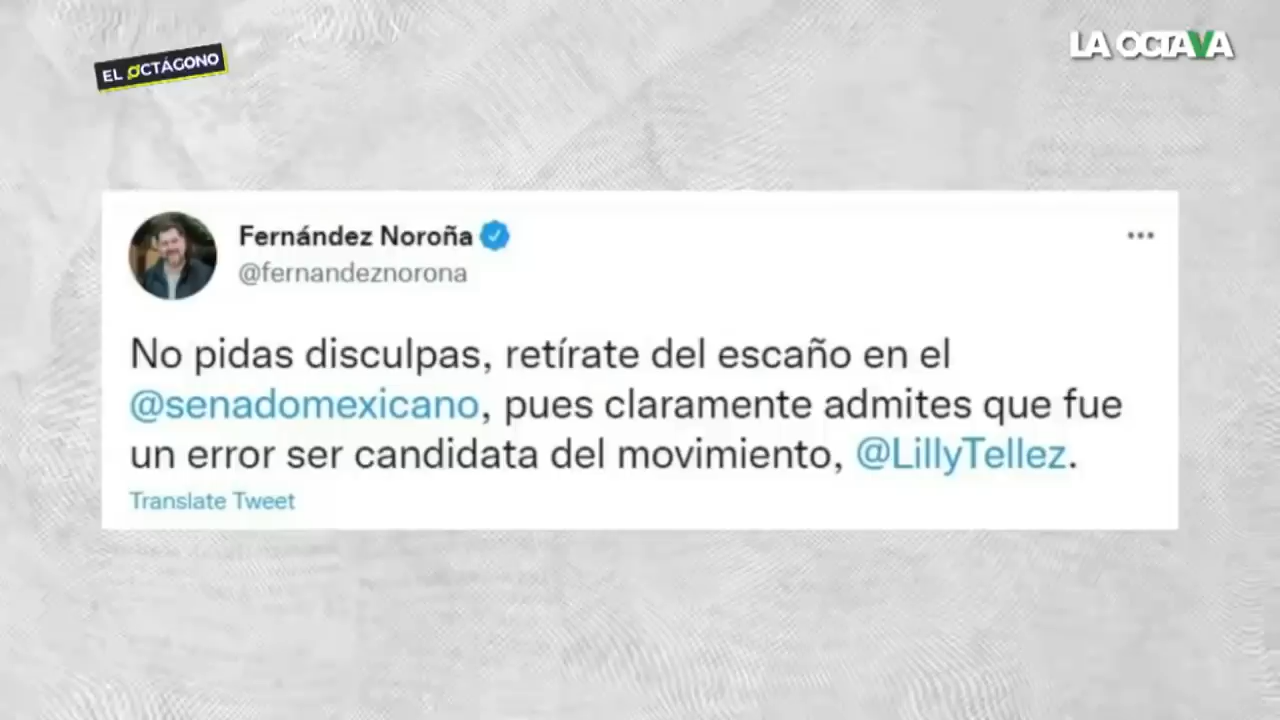 EL OCTÁGONO
LA OCTAVA
Fernández Noroña
@fernandeznorona
No pidas disculpas, retírate del escaño en el
@senadomexicano, pues claramente admites que fue
un error ser candidata del movimiento, @LillyTellez.
Translate Tweet